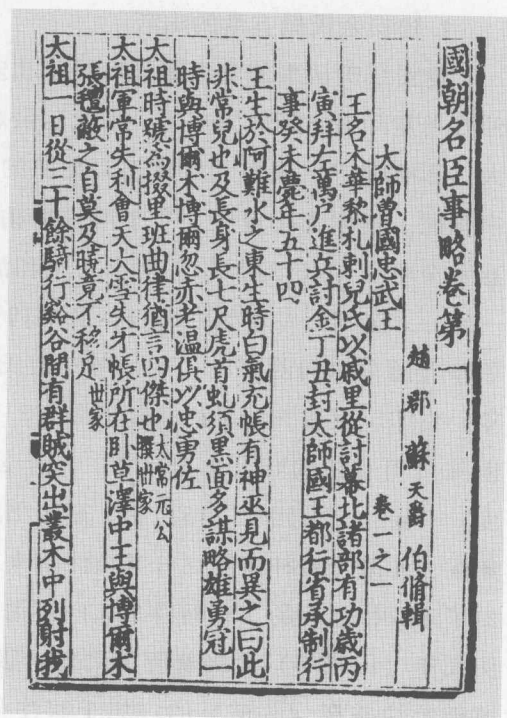 國朝名臣事略卷第一
趙郡蘇天爵伯脩輯
太師魯國忠武王 卷一之一
王名木華黎札剌兒氏以戚里從討幕北諸部有功歲丙
寅拜左萬户進兵討金丁丑封太師國王都行省承制行
事癸未薨年五十四
王生於阿難水之東生時白氣充帳有神巫見而異之曰此
非常兒也及長身長七尺虎首虬須黑面多謀略雄勇冠一
時與博爾术博爾忽赤老温俱以忠勇佐
太祖時號爲掇里班曲律猶言四傑也 太常元公撰世家
太祖軍常失利會天大雪失牙帳所在卧草澤中王與博爾木
張氊蔽之自莫及曉竟不移足 世家
太祖一日從三十餘騎行谿谷間有群賊突出叢木中列射我